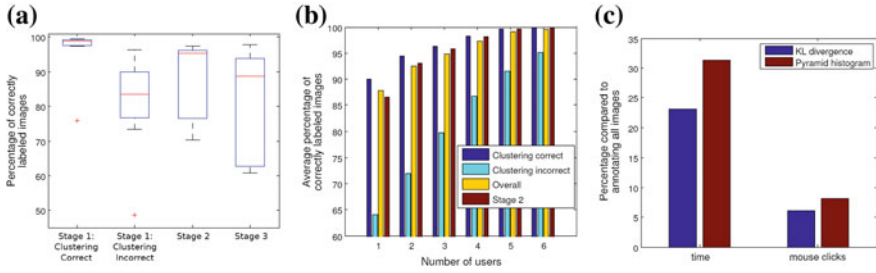 (a)
Percentage of correctly
labeled images
100
90
80
70
60
50
Stage 1:
Clustering
Correct
Stage 1:
Clustering
Incorrect
Stage 2
Stage 3
(b)
Average percentage of
correctly labeled images
100
95
90
85
80
75
70
65
60
Clustering correct
Clustering incorrect
Overall
Stage 2
1 2 3 4 5 6
Number of users
(c)
Percentage compared to
annotating all images
35
30
25
20
15
10
5
0
KL divergence
Pyramid histogram
time
mouse clicks